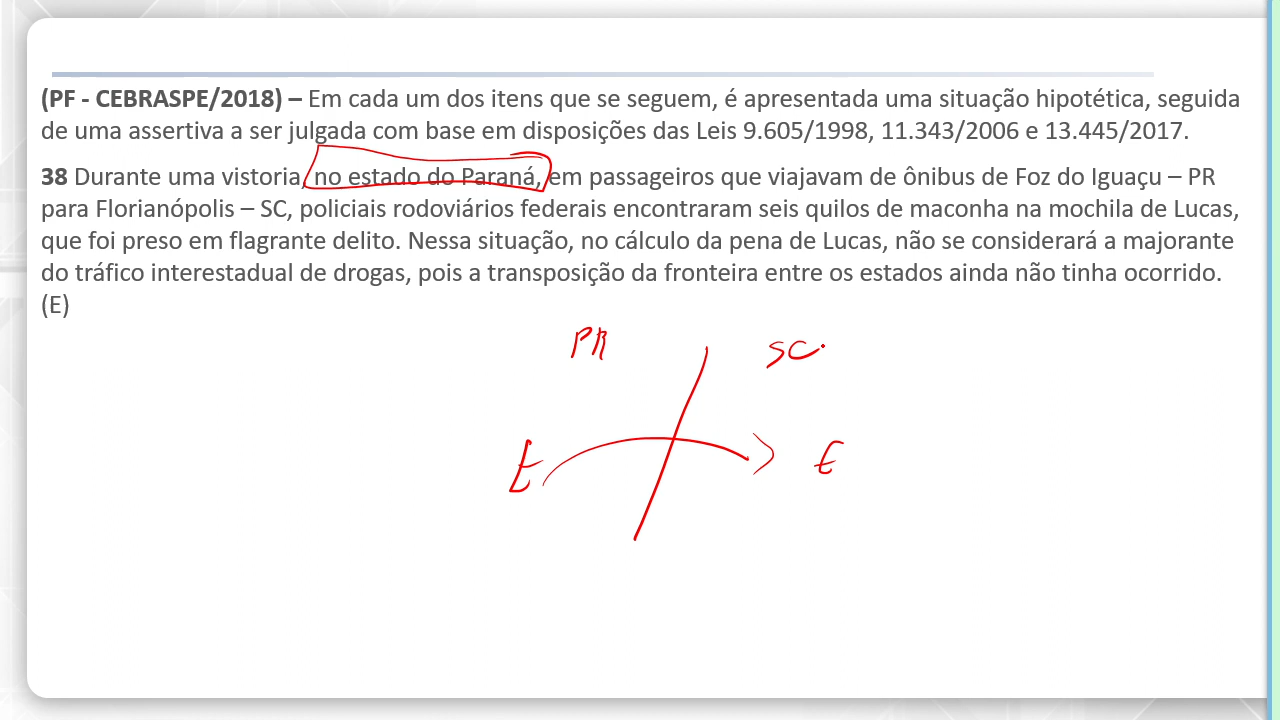 (PF - CEBRASPE/2018) – Em cada um dos itens que se seguem, é apresentada uma situação hipotética, seguida
de uma assertiva a ser julgada com base em disposições das Leis 9.605/1998, 11.343/2006 e 13.445/2017.
38 Durante uma vistoria, no estado do Paraná, em passageiros que viajavam de ônibus de Foz do Iguaçu – PR
para Florianópolis – SC, policiais rodoviários federais encontraram seis quilos de maconha na mochila de Lucas,
que foi preso em flagrante delito. Nessa situação, no cálculo da pena de Lucas, não se considerará a majorante
do tráfico interestadual de drogas, pois a transposição da fronteira entre os estados ainda não tinha ocorrido.
(E)
PR SC
E E